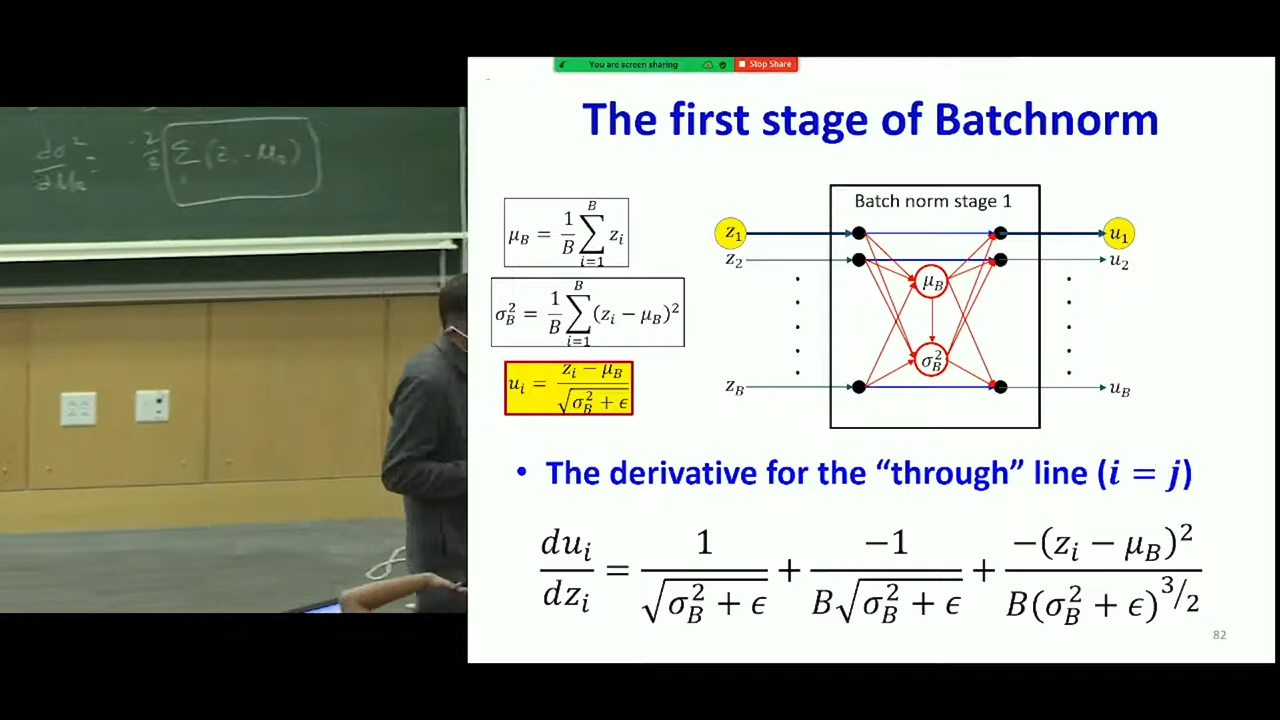 You are screen sharing
Stop Share
The first stage of Batchnorm
Batch norm stage 1
μ_B = 1/B ∑_{i=1}^{B} z_i
σ_B^2 = 1/B ∑_{i=1}^{B} (z_i − μ_B)^2
u_i = (z_i − μ_B) / √(σ_B^2 + ϵ)
z_1 u_1
z_2 u_2
μ_B
σ_B^2
z_B u_B
• The derivative for the “through” line (i = j)
du_i/dz_i = 1/√(σ_B^2 + ϵ) + −1/(B√(σ_B^2 + ϵ)) + −(z_i − μ_B)^2/(B(σ_B^2 + ϵ)^{3/2})
82